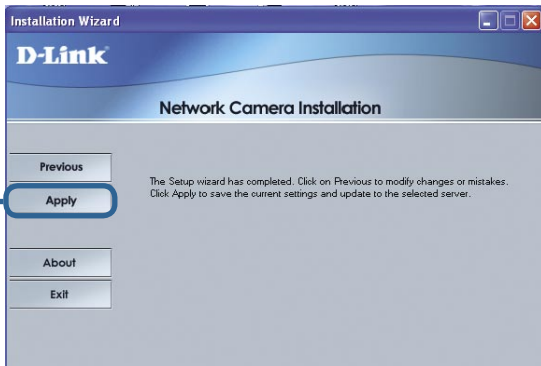 Installation Wizard
D-Link
Network Camera Installation
Previous
The Setup wizard has completed. Click on Previous to modify changes or mistakes.
Click Apply to save the current settings and update to the selected server.
Apply
About
Exit